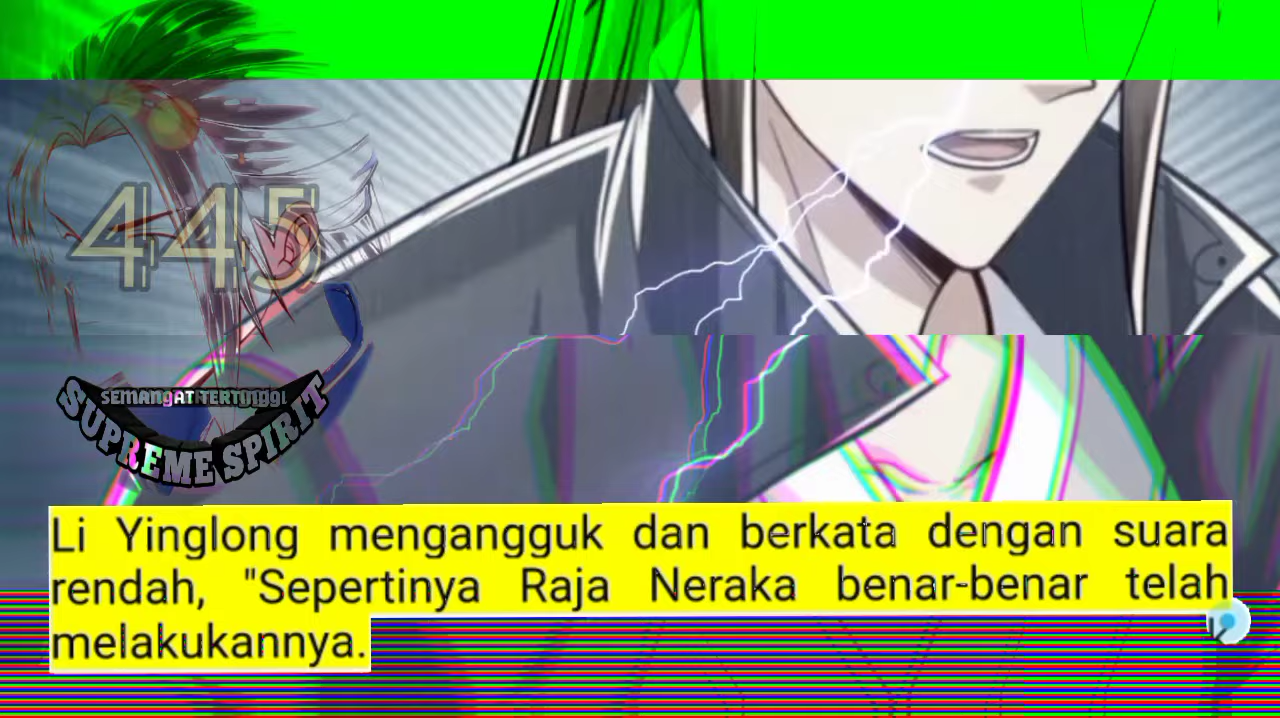 445
SEMANGAT TERTINGGI
SUPREME SPIRIT
Li Yinglong mengangguk dan berkata dengan suara
rendah, "Sepertinya Raja Neraka benar-benar telah
melakukannya.